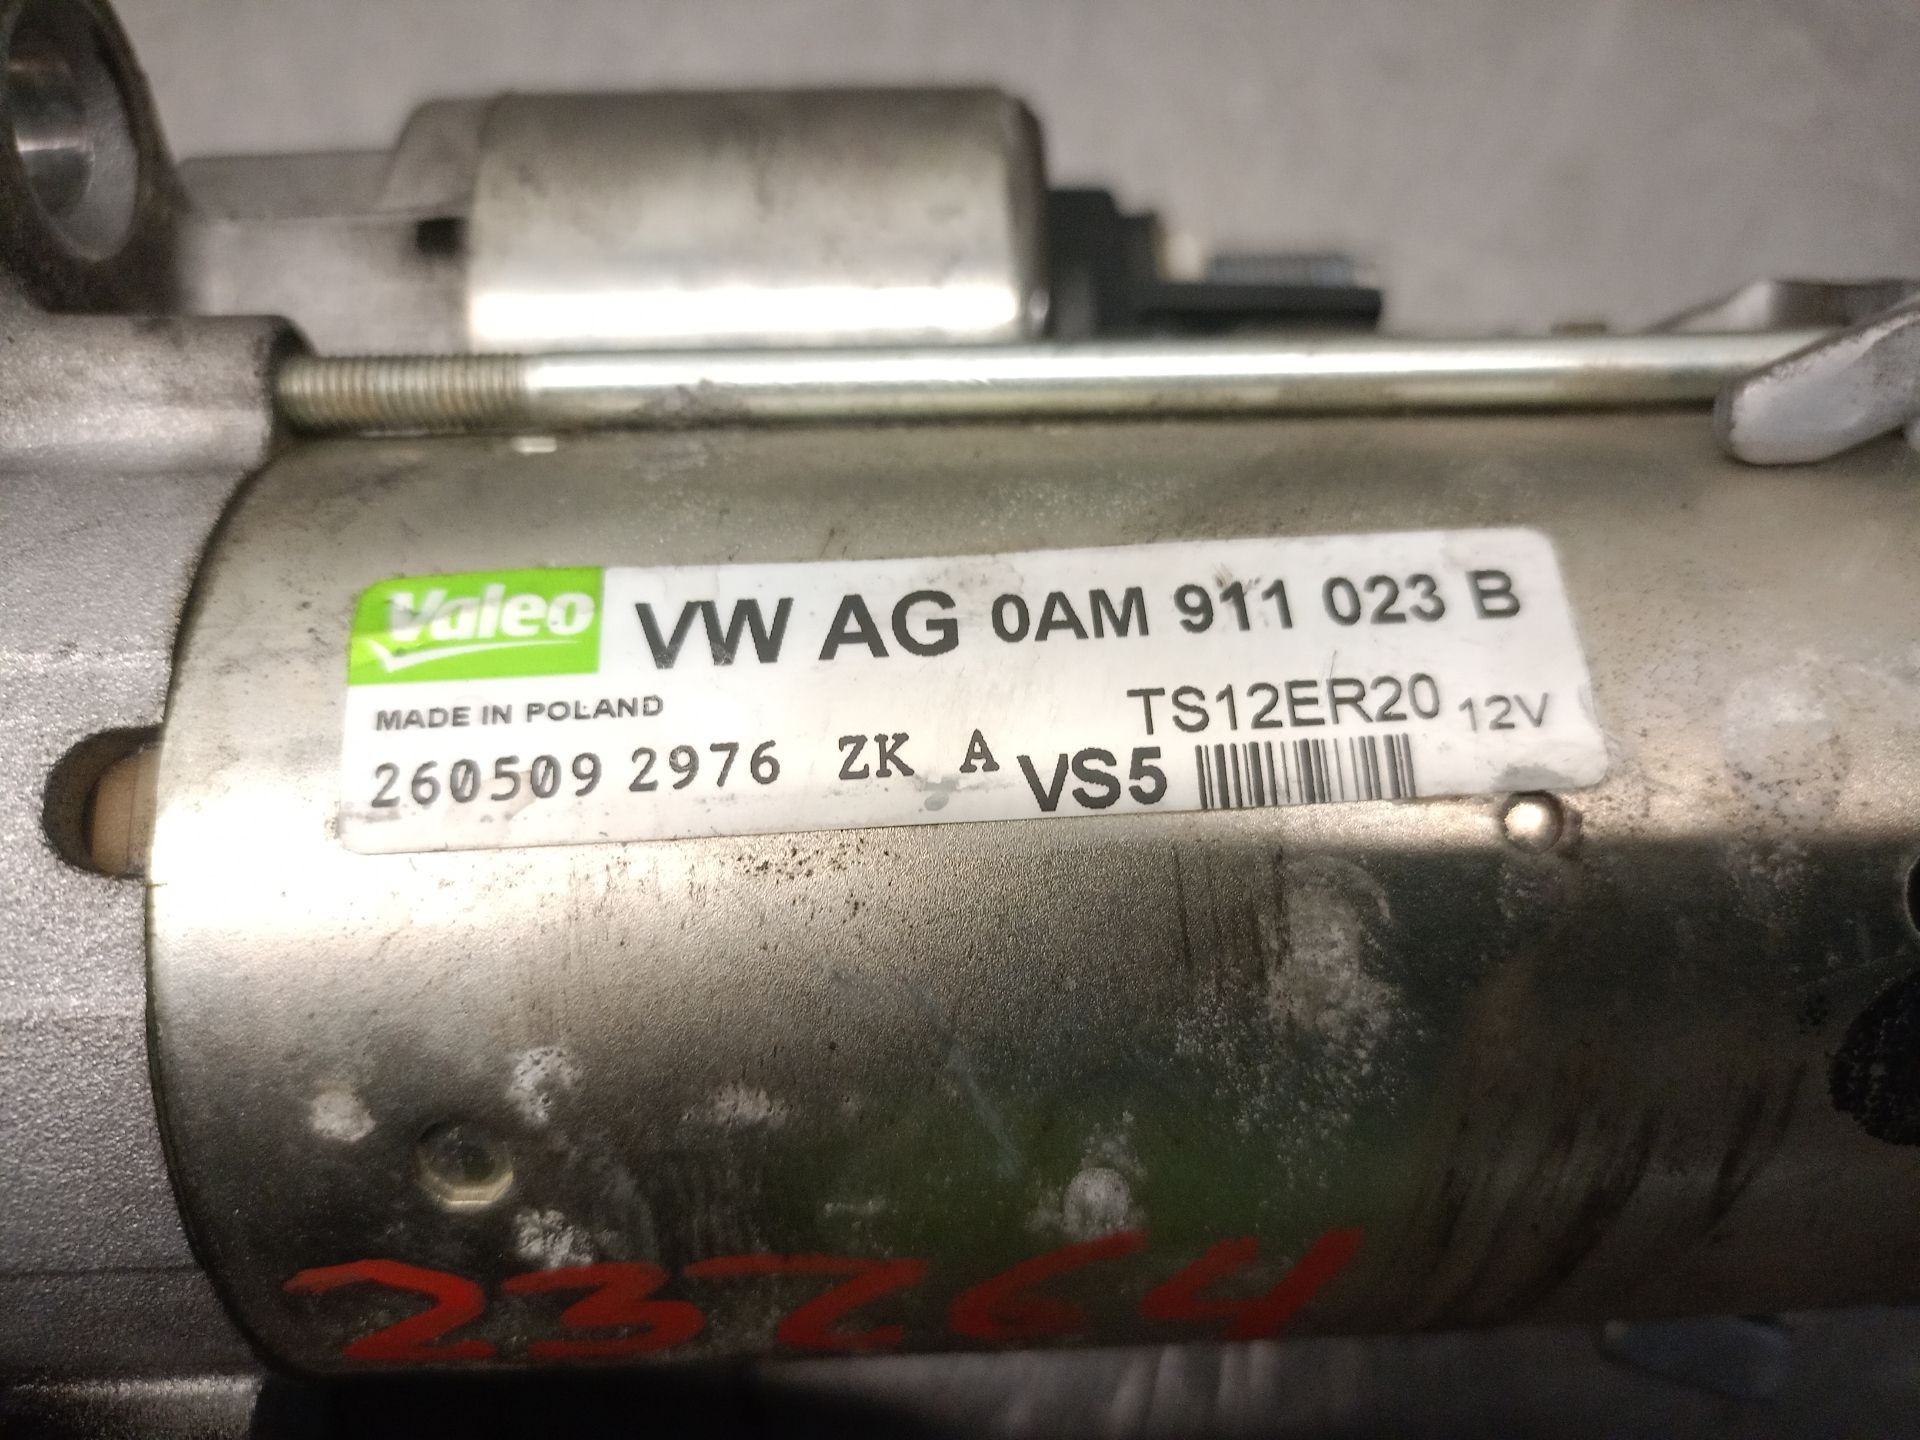 Valeo VW AG 0AM 911 023 B
MADE IN POLAND TS12ER20 12V
260509 2976 ZK A VS5
23264